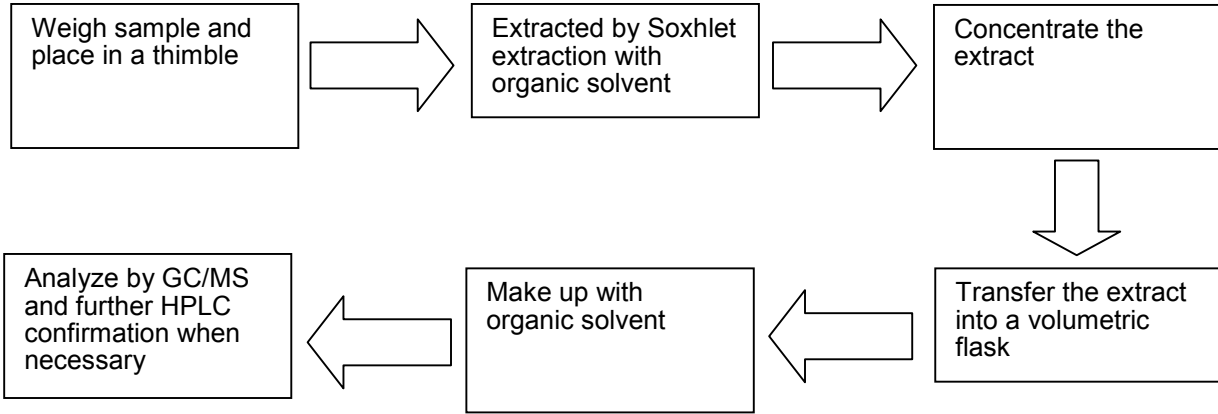 Weigh sample and
place in a thimble
Extracted by Soxhlet
extraction with
organic solvent
Concentrate the
extract
Transfer the extract
into a volumetric
flask
Make up with
organic solvent
Analyze by GC/MS
and further HPLC
confirmation when
necessary